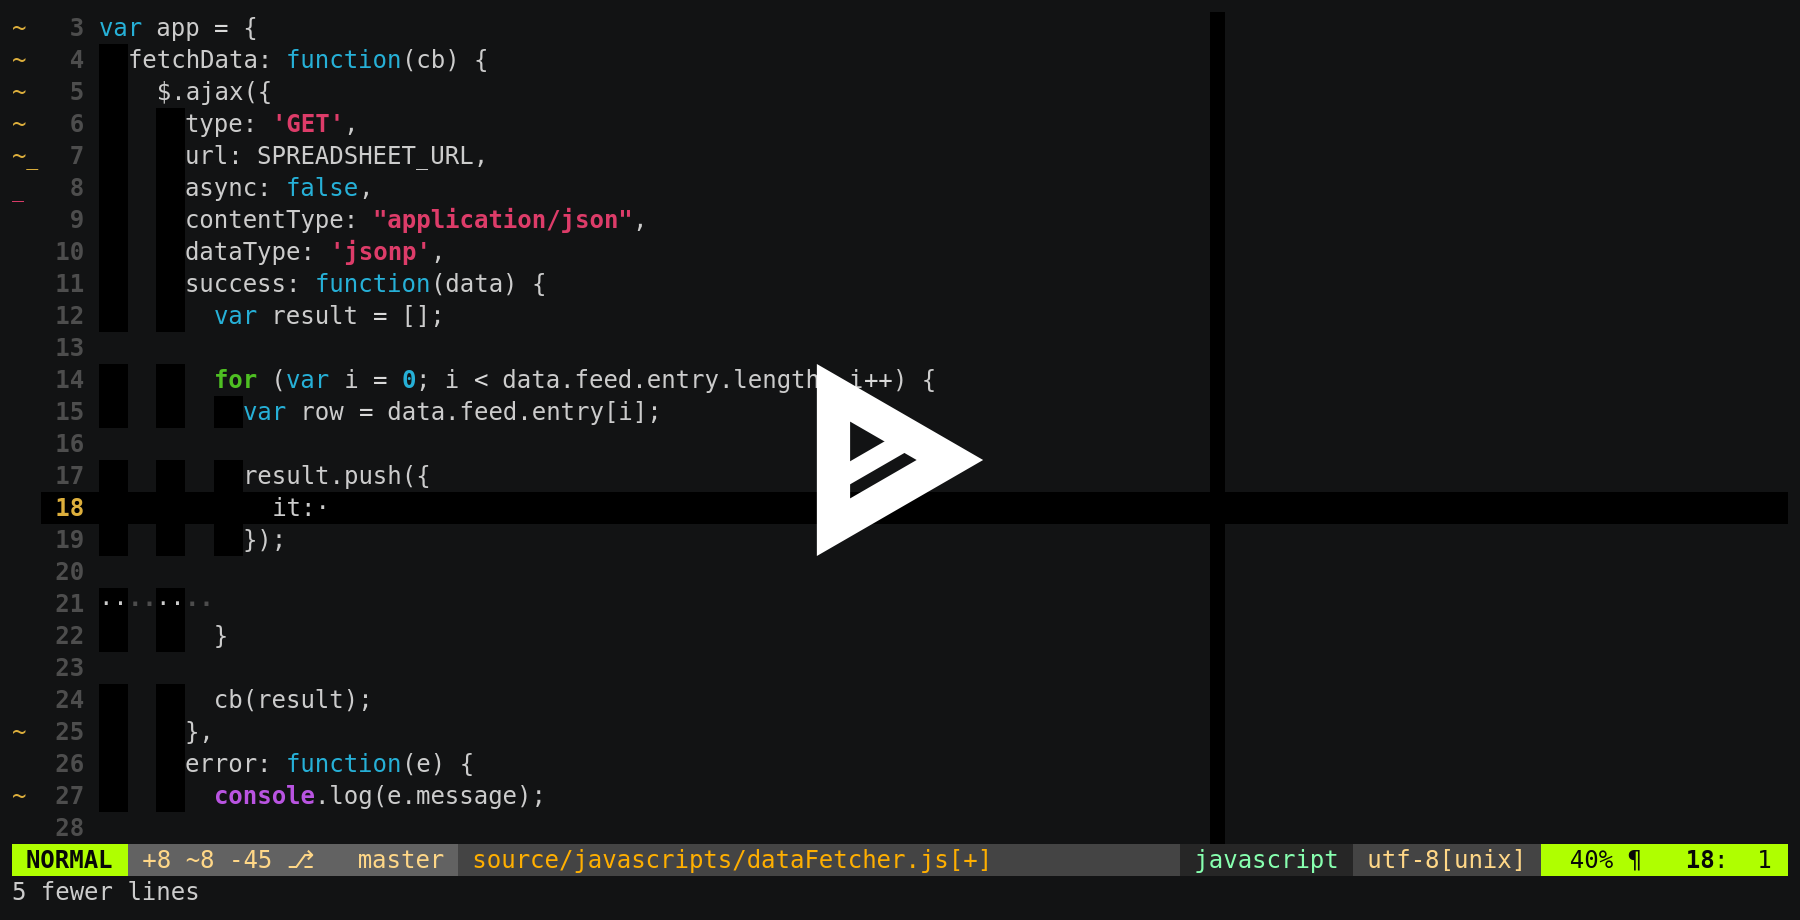 ~ 3 var app = {
~ 4 fetchData: function(cb) {
~ 5 $.ajax({
~ 6 type: 'GET',
~_ 7 url: SPREADSHEET_URL,
_ 8 async: false,
9 contentType: "application/json",
10 dataType: 'jsonp',
11 success: function(data) {
12 var result = [];
13
14 for (var i = 0; i < data.feed.entry.length i++) {
15 var row = data.feed.entry[i];
16
17 result.push({
18 it:·
19 });
20
21 ········
22 }
23
24 cb(result);
~ 25 },
26 error: function(e) {
~ 27 console.log(e.message);
28
NORMAL +8 ~8 -45 ⎇ master source/javascripts/dataFetcher.js[+] javascript utf-8[unix] 40% ¶ 18: 1
5 fewer lines